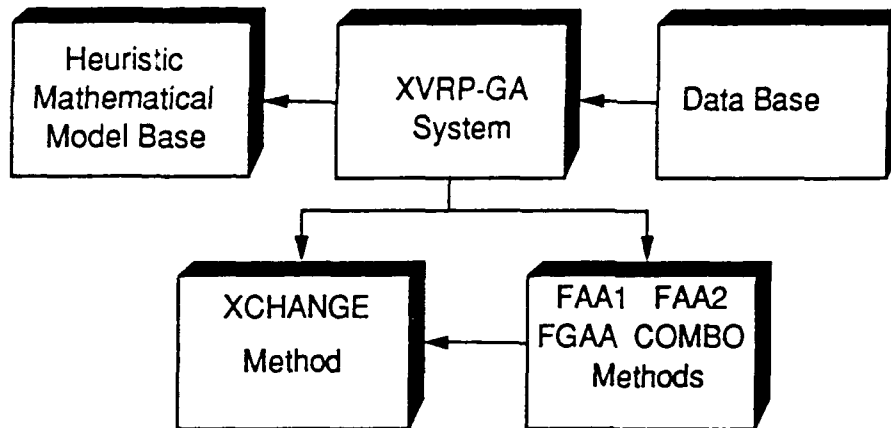 Heuristic
Mathematical
Model Base
XVRP-GA
System
Data Base
XCHANGE
Method
FAA1 FAA2
FGAA COMBO
Methods